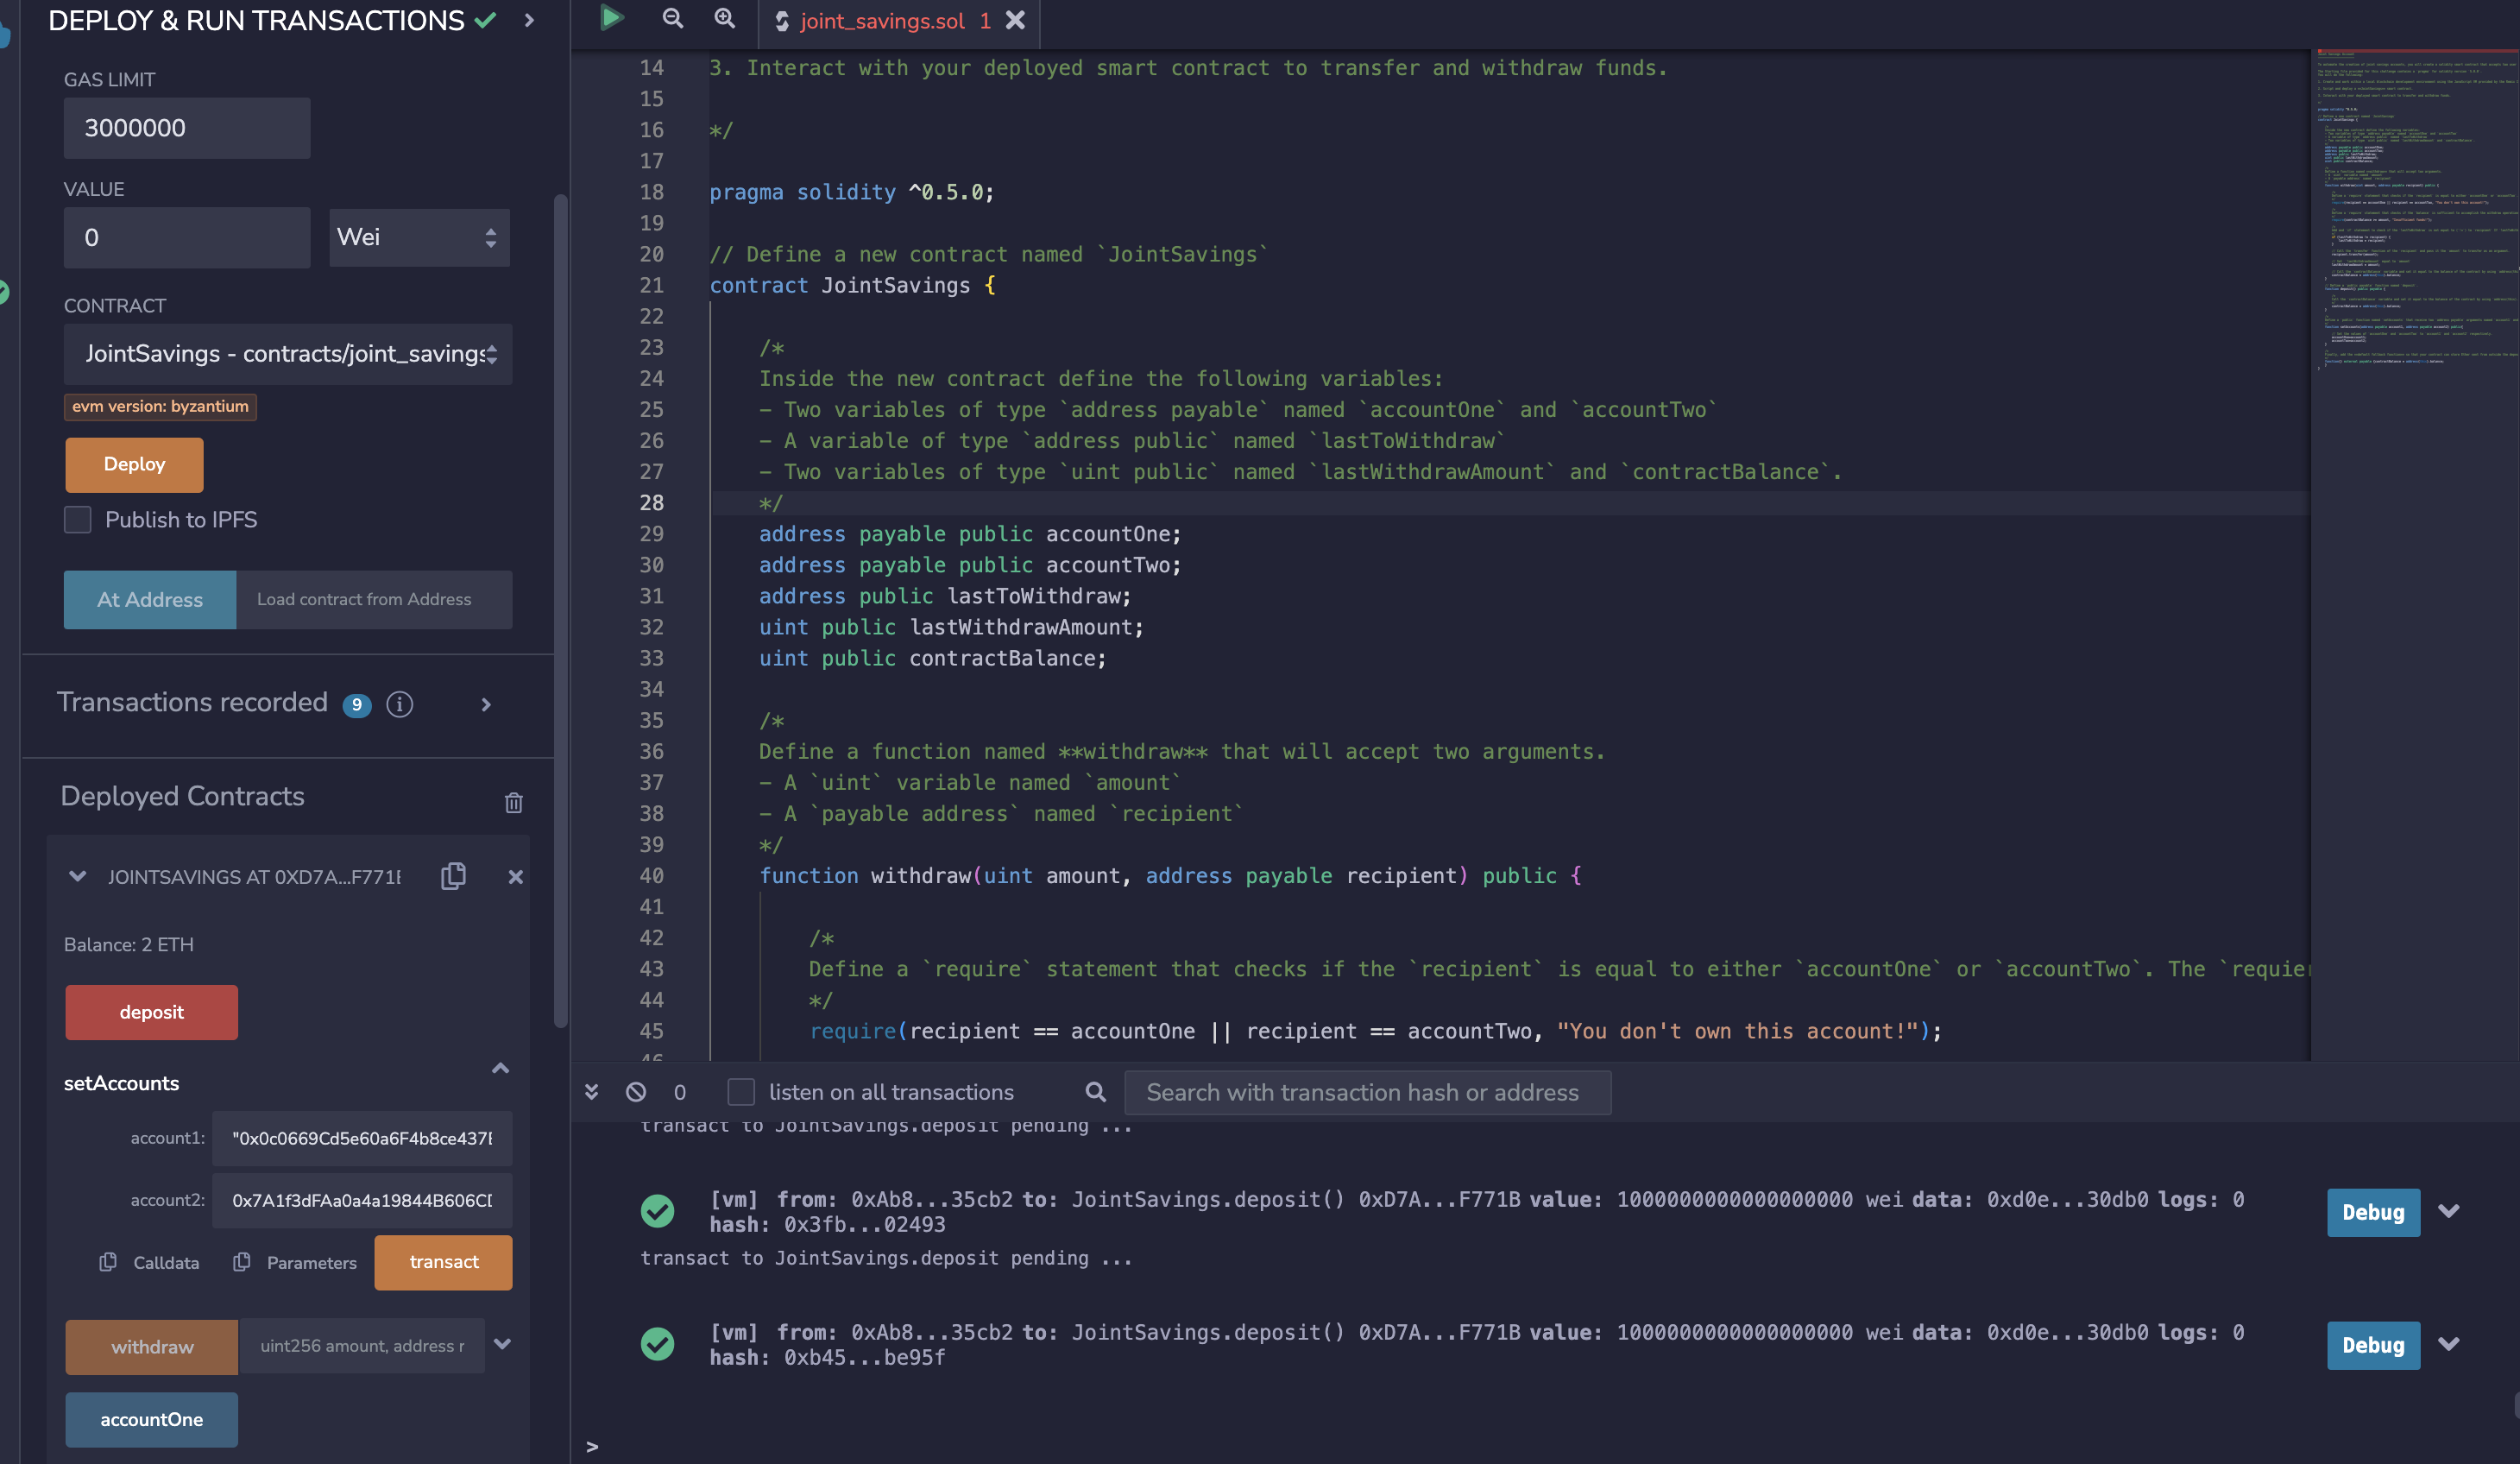 DEPLOY & RUN TRANSACTIONS
GAS LIMIT
3000000
VALUE
0
Wei
CONTRACT
JointSavings - contracts/joint_savings
evm version: byzantium
Deploy
Publish to IPFS
At Address
Load contract from Address
Transactions recorded 9 i
Deployed Contracts
JOINTSAVINGS AT 0XD7A...F771B
Balance: 2 ETH
deposit
setAccounts
account1: "0x0c0669Cd5e60a6F4b8ce437E
account2: 0x7A1f3dFAa0a4a19844B606CD
Calldata
Parameters
transact
withdraw
uint256 amount, address r
accountOne
joint_savings.sol 1
14 3. Interact with your deployed smart contract to transfer and withdraw funds.
15
16 */
17
18 pragma solidity ^0.5.0;
19
20 // Define a new contract named `JointSavings`
21 contract JointSavings {
22
23 /*
24 Inside the new contract define the following variables:
25 - Two variables of type `address payable` named `accountOne` and `accountTwo`
26 - A variable of type `address public` named `lastToWithdraw`
27 - Two variables of type `uint public` named `lastWithdrawAmount` and `contractBalance`.
28 */
29 address payable public accountOne;
30 address payable public accountTwo;
31 address public lastToWithdraw;
32 uint public lastWithdrawAmount;
33 uint public contractBalance;
34
35 /*
36 Define a function named **withdraw** that will accept two arguments.
37 - A `uint` variable named `amount`
38 - A `payable address` named `recipient`
39 */
40 function withdraw(uint amount, address payable recipient) public {
41
42 /*
43 Define a `require` statement that checks if the `recipient` is equal to either `accountOne` or `accountTwo`. The `requier
44 */
45 require(recipient == accountOne || recipient == accountTwo, "You don't own this account!");
46
0
listen on all transactions
Search with transaction hash or address
transact to JointSavings.deposit pending ...
[vm] from: 0xAb8...35cb2 to: JointSavings.deposit() 0xD7A...F771B value: 1000000000000000000 wei data: 0xd0e...30db0 logs: 0
hash: 0x3fb...02493
Debug
transact to JointSavings.deposit pending ...
[vm] from: 0xAb8...35cb2 to: JointSavings.deposit() 0xD7A...F771B value: 1000000000000000000 wei data: 0xd0e...30db0 logs: 0
hash: 0xb45...be95f
Debug
>